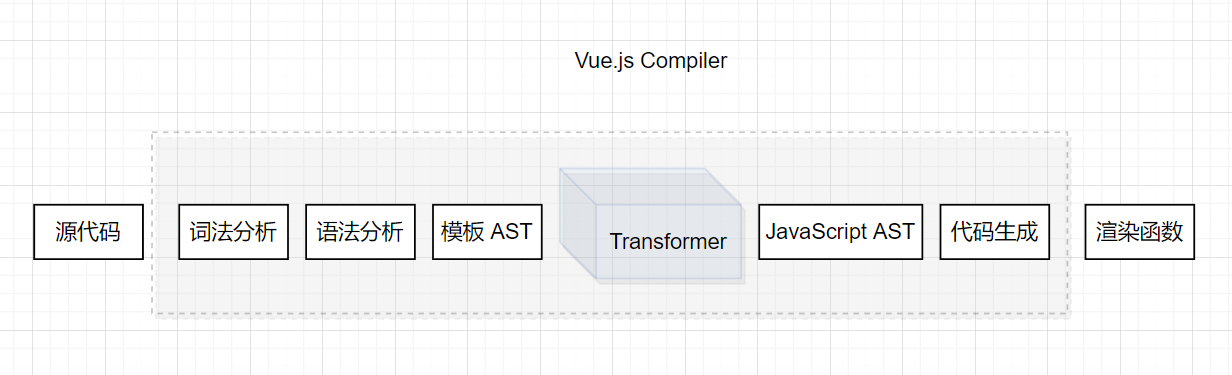 Vue.js Compiler
源代码
词法分析
语法分析
模板 AST
Transformer
JavaScript AST
代码生成
渲染函数